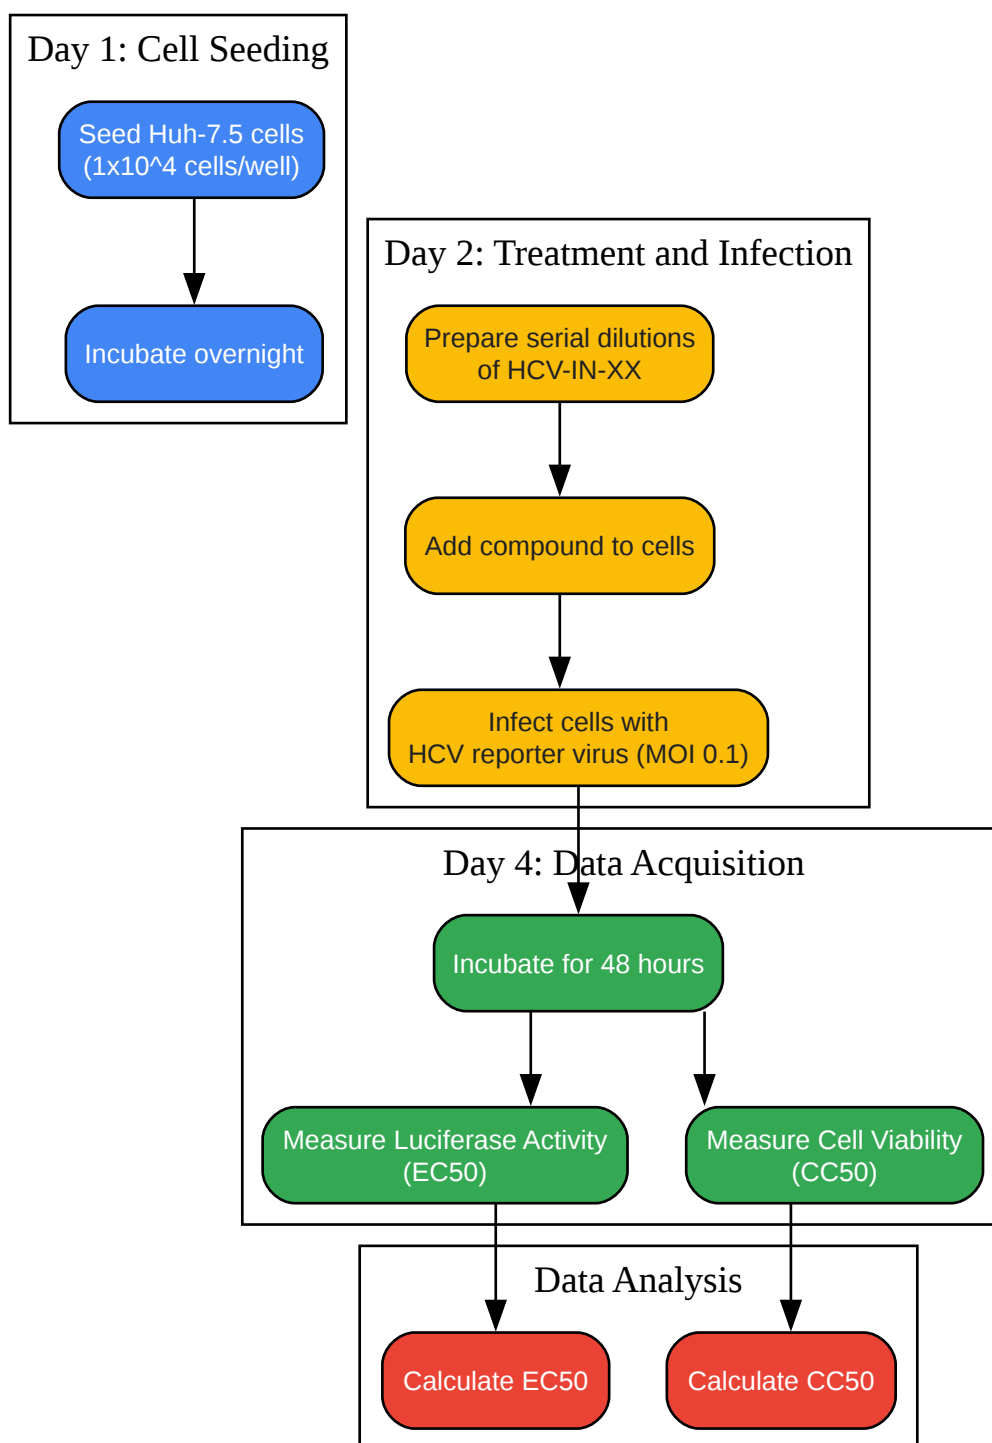 Day 1: Cell Seeding
Seed Huh-7.5 cells
(1x10^4 cells/well)
Incubate overnight
Day 2: Treatment and Infection
Prepare serial dilutions
of HCV-IN-XX
Add compound to cells
Infect cells with
HCV reporter virus (MOI 0.1)
Day 4: Data Acquisition
Incubate for 48 hours
Measure Luciferase Activity
(EC50)
Measure Cell Viability
(CC50)
Data Analysis
Calculate EC50
Calculate CC50